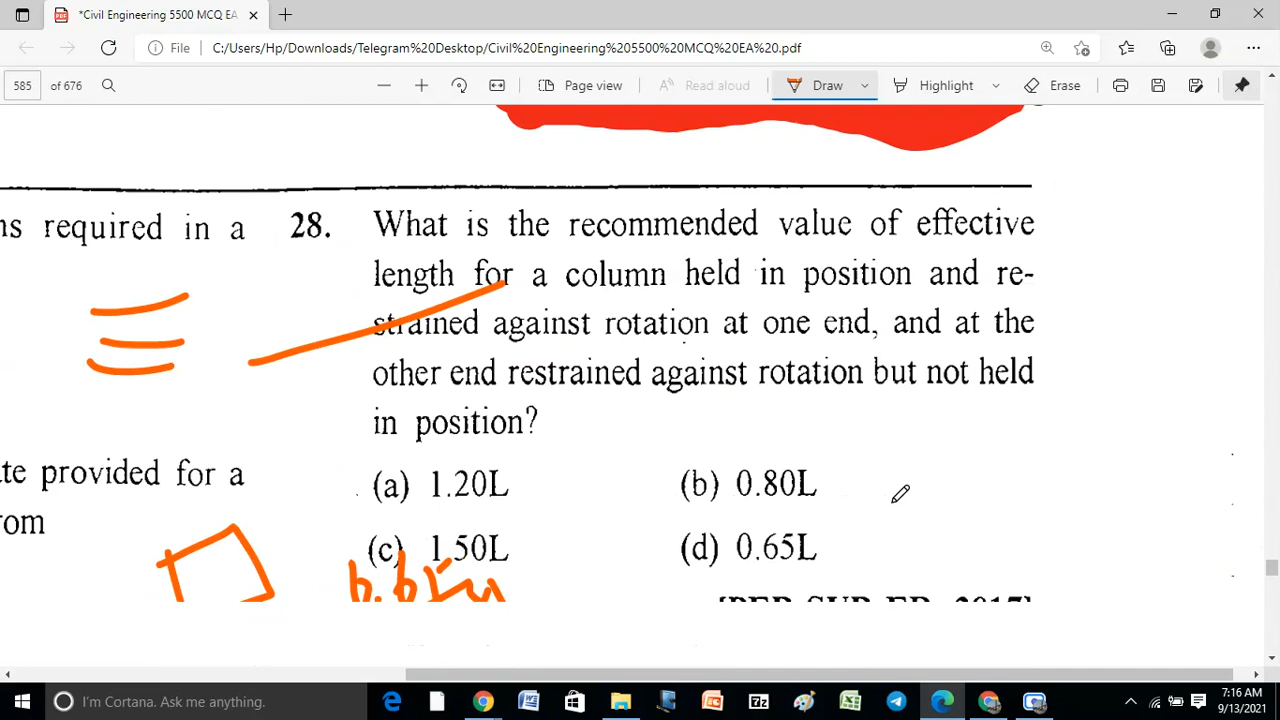 *Civil Engineering 5500 MCQ EA
File
C:/Users/Hp/Downloads/Telegram%20Desktop/Civil%20Engineering%205500%20MCQ%20EA%20.pdf
585 of 676
Page view
Read aloud
Draw
Highlight
Erase
ns required in a
28. What is the recommended value of effective
length for a column held in position and re-
strained against rotation at one end, and at the
other end restrained against rotation but not held
in position?
te provided for a
rom
(a) 1.20L (b) 0.80L
(c) 1.50L (d) 0.65L
I'm Cortana. Ask me anything.
7:16 AM
9/13/2021